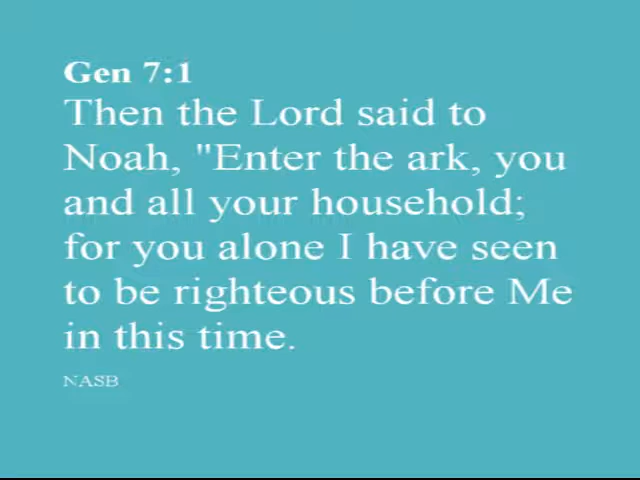 Gen 7:1
Then the Lord said to
Noah, "Enter the ark, you
and all your household;
for you alone I have seen
to be righteous before Me
in this time.
NASB